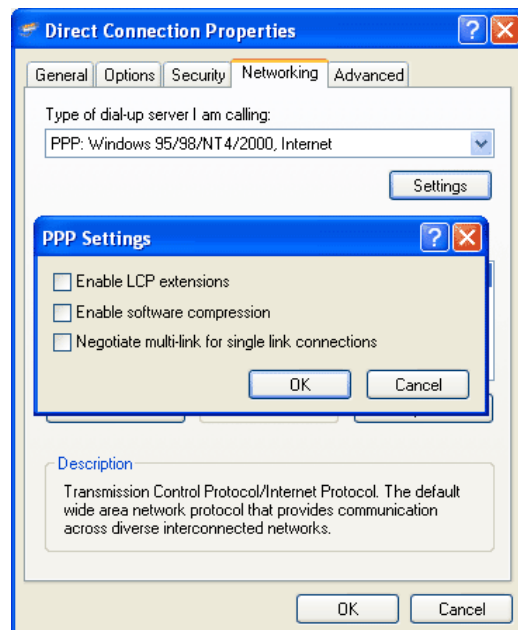 Direct Connection Properties
General Options Security Networking Advanced
Type of dial-up server I am calling:
PPP: Windows 95/98/NT4/2000, Internet
Settings
PPP Settings
Enable LCP extensions
Enable software compression
Negotiate multi-link for single link connections
OK Cancel
Description
Transmission Control Protocol/Internet Protocol. The default
wide area network protocol that provides communication
across diverse interconnected networks.
OK Cancel